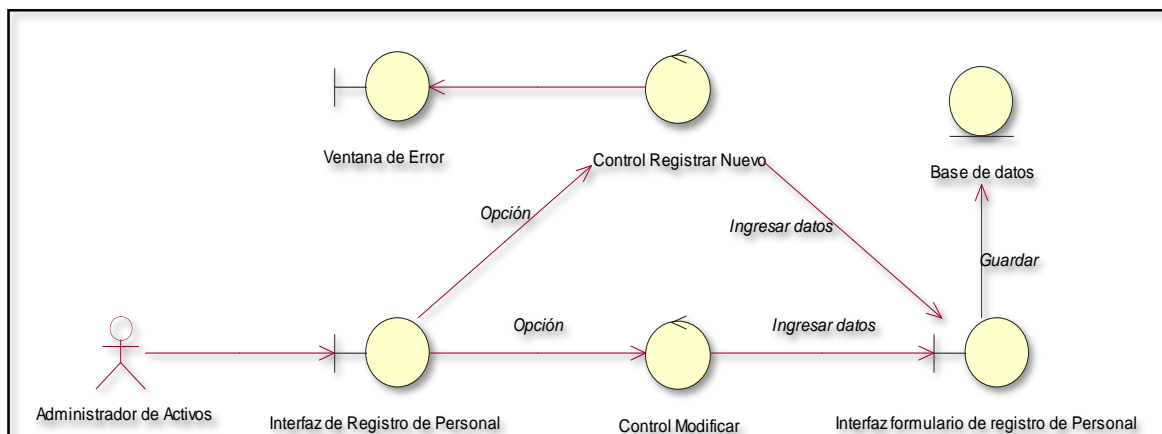 Ventana de Error
Control Registrar Nuevo
Base de datos
Opción
Ingresar datos
Guardar
Opción
Ingresar datos
Administrador de Activos
Interfaz de Registro de Personal
Control Modificar
Interfaz formulario de registro de Personal